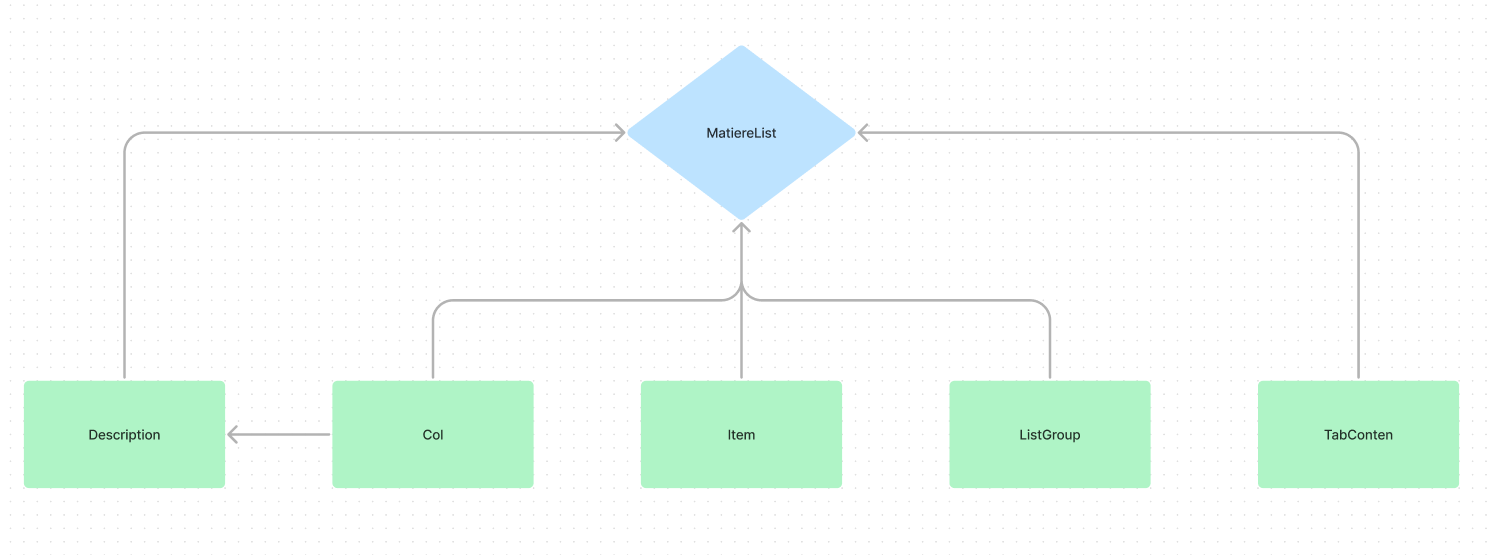 MatiereList
Description
Col
Item
ListGroup
TabConten